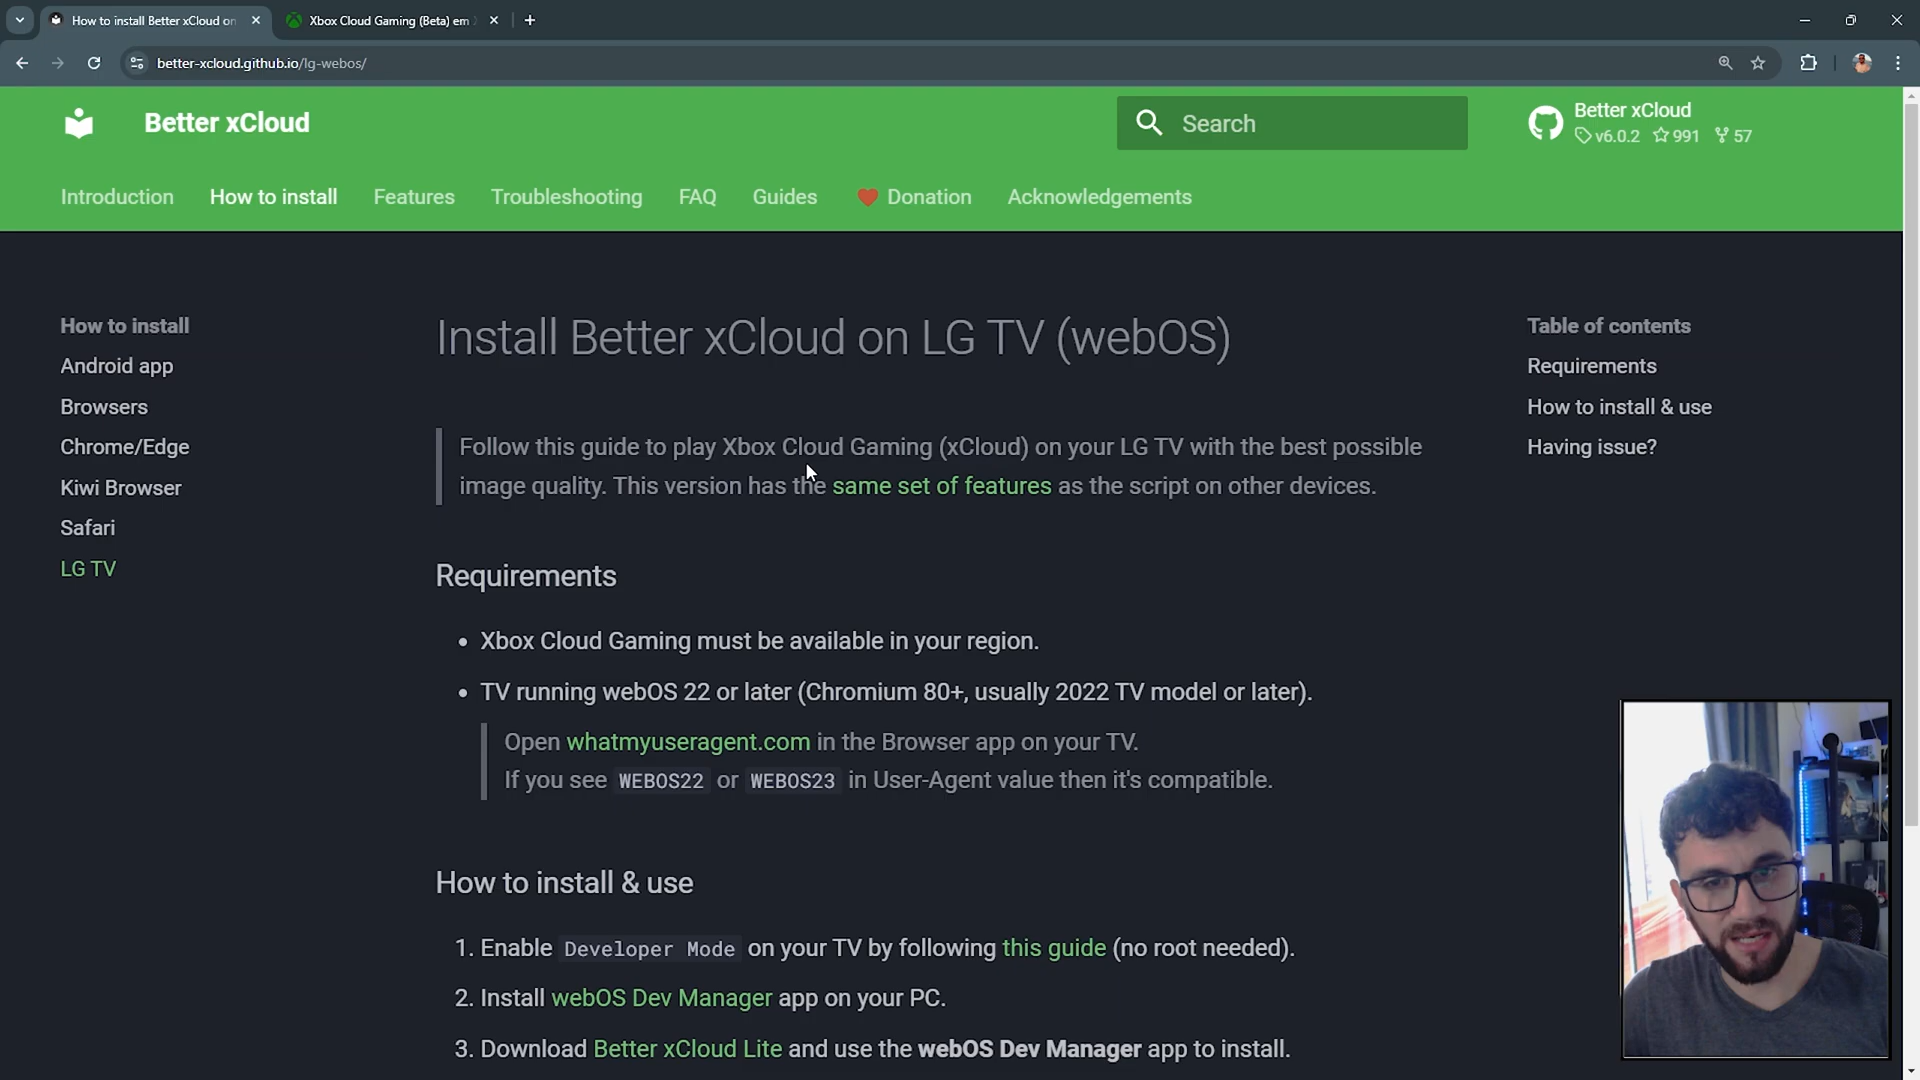 How to install Better xCloud on
Xbox Cloud Gaming (Beta) em
better-xcloud.github.io/lg-webos/
Better xCloud
Search
Better xCloud
v6.0.2 991 57
Introduction How to install Features Troubleshooting FAQ Guides Donation Acknowledgements
How to install
Android app
Browsers
Chrome/Edge
Kiwi Browser
Safari
LG TV
Install Better xCloud on LG TV (webOS)
Follow this guide to play Xbox Cloud Gaming (xCloud) on your LG TV with the best possible
image quality. This version has the same set of features as the script on other devices.
Requirements
• Xbox Cloud Gaming must be available in your region.
• TV running webOS 22 or later (Chromium 80+, usually 2022 TV model or later).
Open whatmyuseragent.com in the Browser app on your TV.
If you see WEBOS22 or WEBOS23 in User-Agent value then it's compatible.
How to install & use
1. Enable Developer Mode on your TV by following this guide (no root needed).
2. Install webOS Dev Manager app on your PC.
3. Download Better xCloud Lite and use the webOS Dev Manager app to install.
Table of contents
Requirements
How to install & use
Having issue?